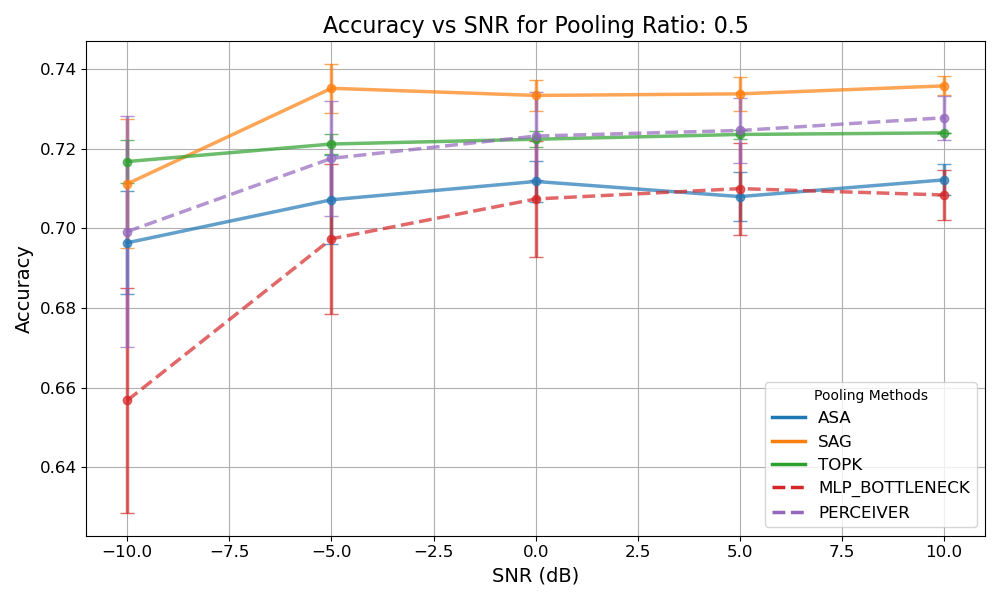 Accuracy vs SNR for Pooling Ratio: 0.5
Accuracy
0.74
0.72
0.70
0.68
0.66
0.64
−10.0 −7.5 −5.0 −2.5 0.0 2.5 5.0 7.5 10.0
SNR (dB)
Pooling Methods
ASA
SAG
TOPK
MLP_BOTTLENECK
PERCEIVER